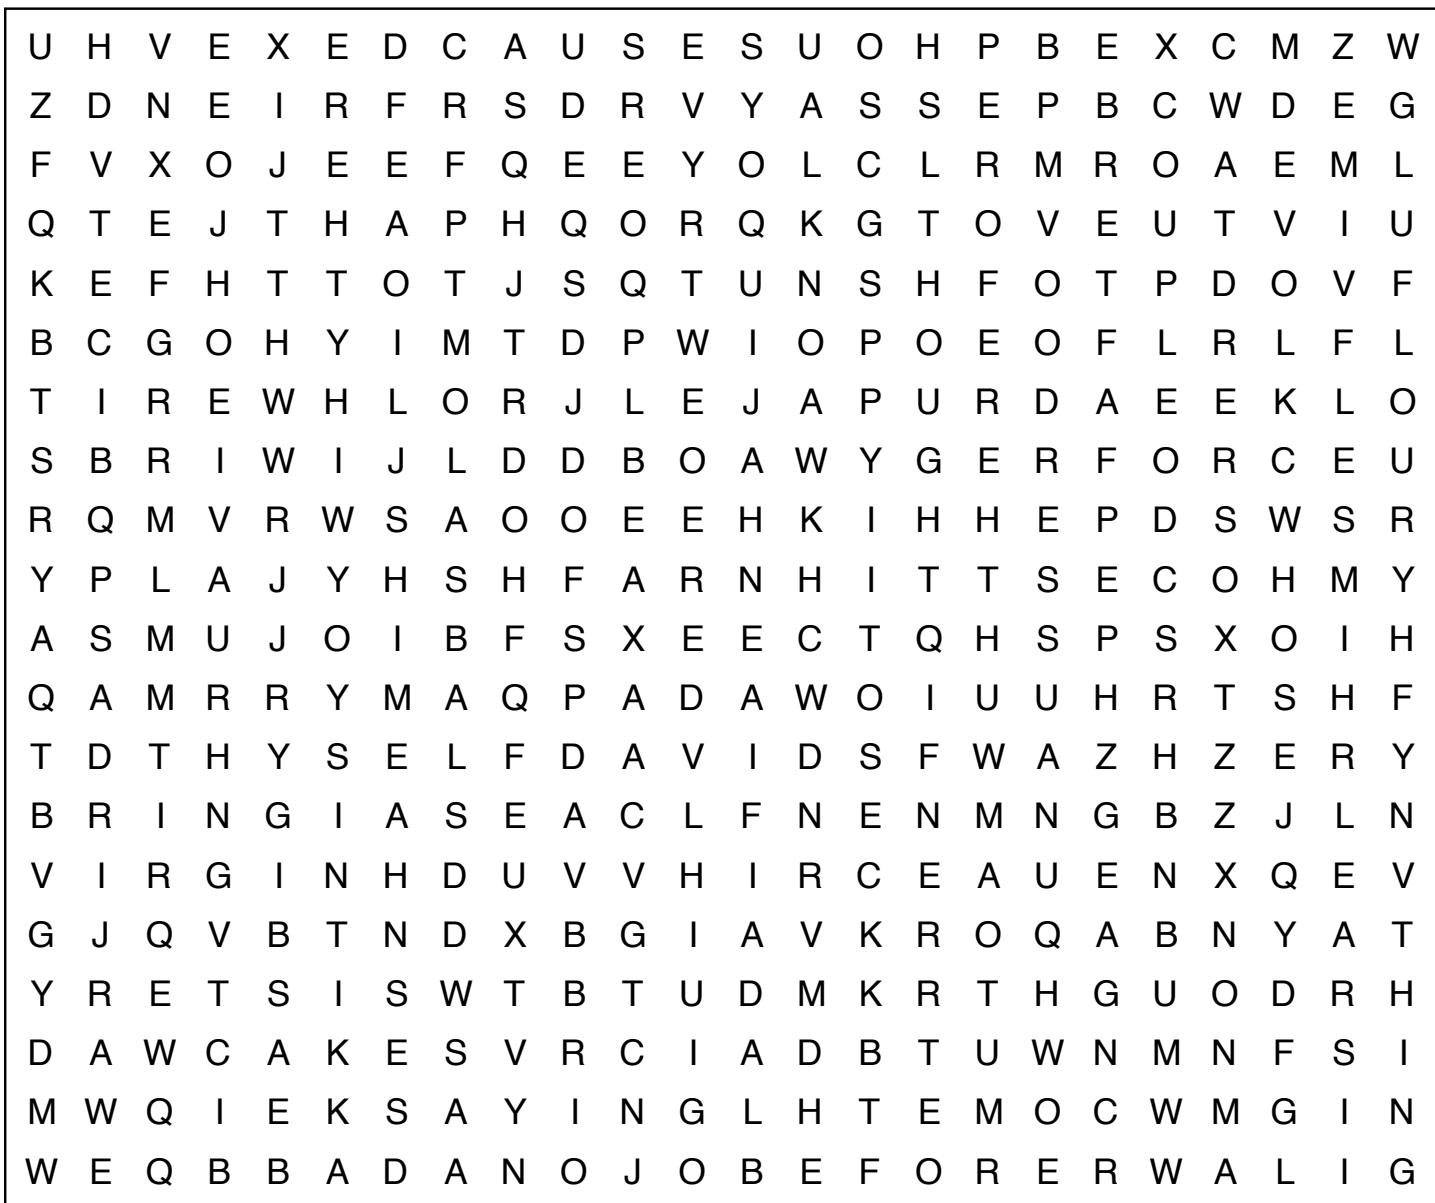 U H V E X E D C A U S E S U O H P B E X C M Z W
Z D N E I R F R S D R V Y A S S E P B C W D E G
F V X O J E E F Q E E Y O L C L R M R O A E M L
Q T E J T H A P H Q O R Q K G T O V E U T V I U
K E F H T T O T J S Q T U N S H F O T P D O V F
B C G O H Y I M T D P W I O P O E O F L R L F L
T I R E W H L O R J L E J A P U R D A E E K L O
S B R I W I J L D D B O A W Y G E R F O R C E U
R Q M V R W S A O O E E H K I H H E P D S W S R
Y P L A J Y H S H F A R N H I T T S E C O H M Y
A S M U J O I B F S X E E C T Q H S P S X O I H
Q A M R R Y M A Q P A D A W O I U U H R T S H F
T D T H Y S E L F D A V I D S F W A Z H Z E R Y
B R I N G I A S E A C L F N E N M N G B Z J L N
V I R G I N H D U V V H I R C E A U E N X Q E V
G J Q V B T N D X B G I A V K R O Q A B N Y A T
Y R E T S I S W T B T U D M K R T H G U O D R H
D A W C A K E S V R C I A D B T U W N M N F S I
M W Q I E K S A Y I N G L H T E M O C W M G I N
W E Q B B A D A N O J O B E F O R E R W A L I G